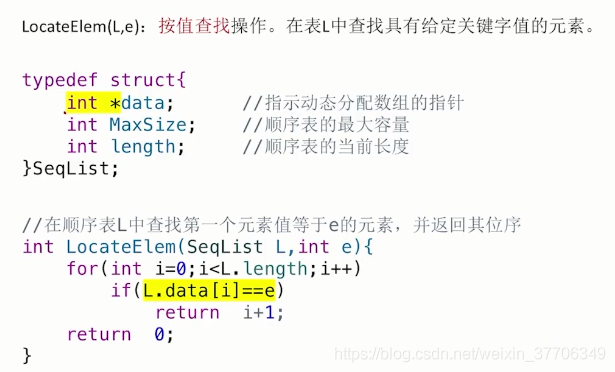 LocateElem(L,e)：按值查找操作。在表L中查找具有给定关键字值的元素。
typedef struct{
    int *data;      //指示动态分配数组的指针
    int MaxSize;    //顺序表的最大容量
    int length;     //顺序表的当前长度
}SeqList;
//在顺序表L中查找第一个元素值等于e的元素，并返回其位序
int LocateElem(SeqList L,int e){
    for(int i=0;i<L.length;i++)
        if(L.data[i]==e)
            return  i+1;
    return  0;
}
https://blog.csdn.net/weixin_37706349